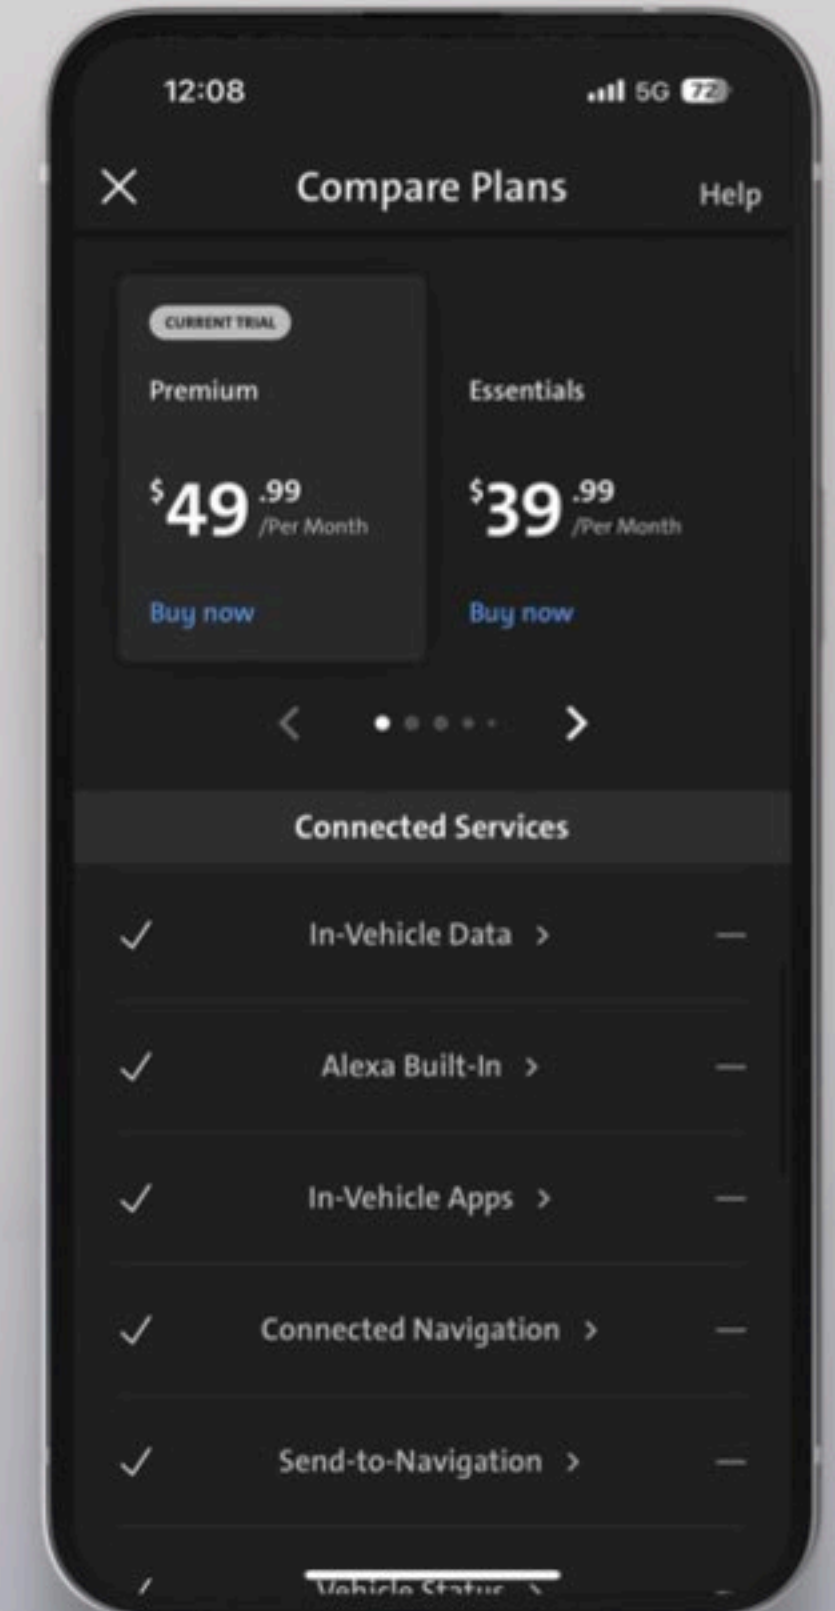 12:08
5G 72
Compare Plans
Help
CURRENT TRIAL
Premium
$49.99 /Per Month
Buy now
Essentials
$39.99 /Per Month
Buy now
Connected Services
In-Vehicle Data
Alexa Built-In
In-Vehicle Apps
Connected Navigation
Send-to-Navigation
Vehicle Status